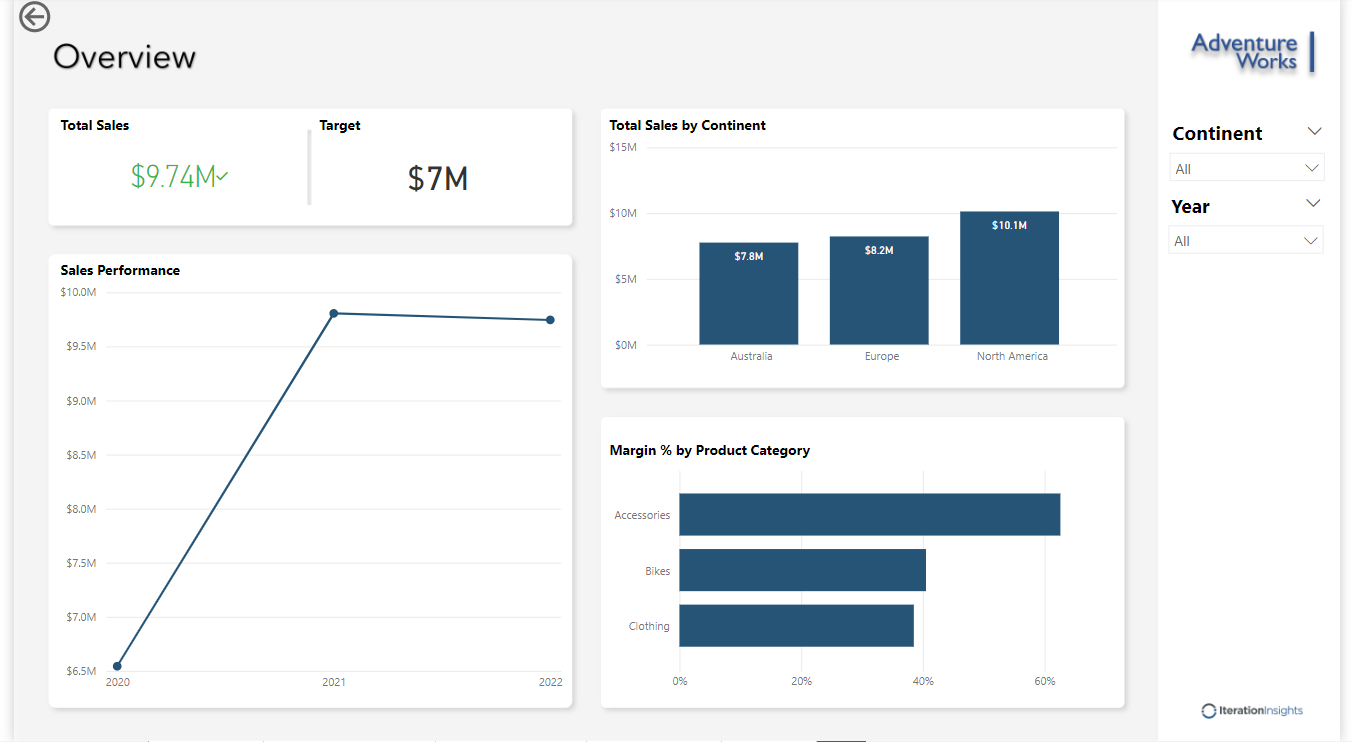 Overview
Adventure
Works
Total Sales
Target
$9.74M
$7M
Sales Performance
$10.0M
$9.5M
$9.0M
$8.5M
$8.0M
$7.5M
$7.0M
$6.5M
2020 2021 2022
Total Sales by Continent
$15M
$10M
$5M
$0M
$7.8M
$8.2M
$10.1M
Australia Europe North America
Margin % by Product Category
Accessories
Bikes
Clothing
0% 20% 40% 60%
Continent
All
Year
All
IterationInsights